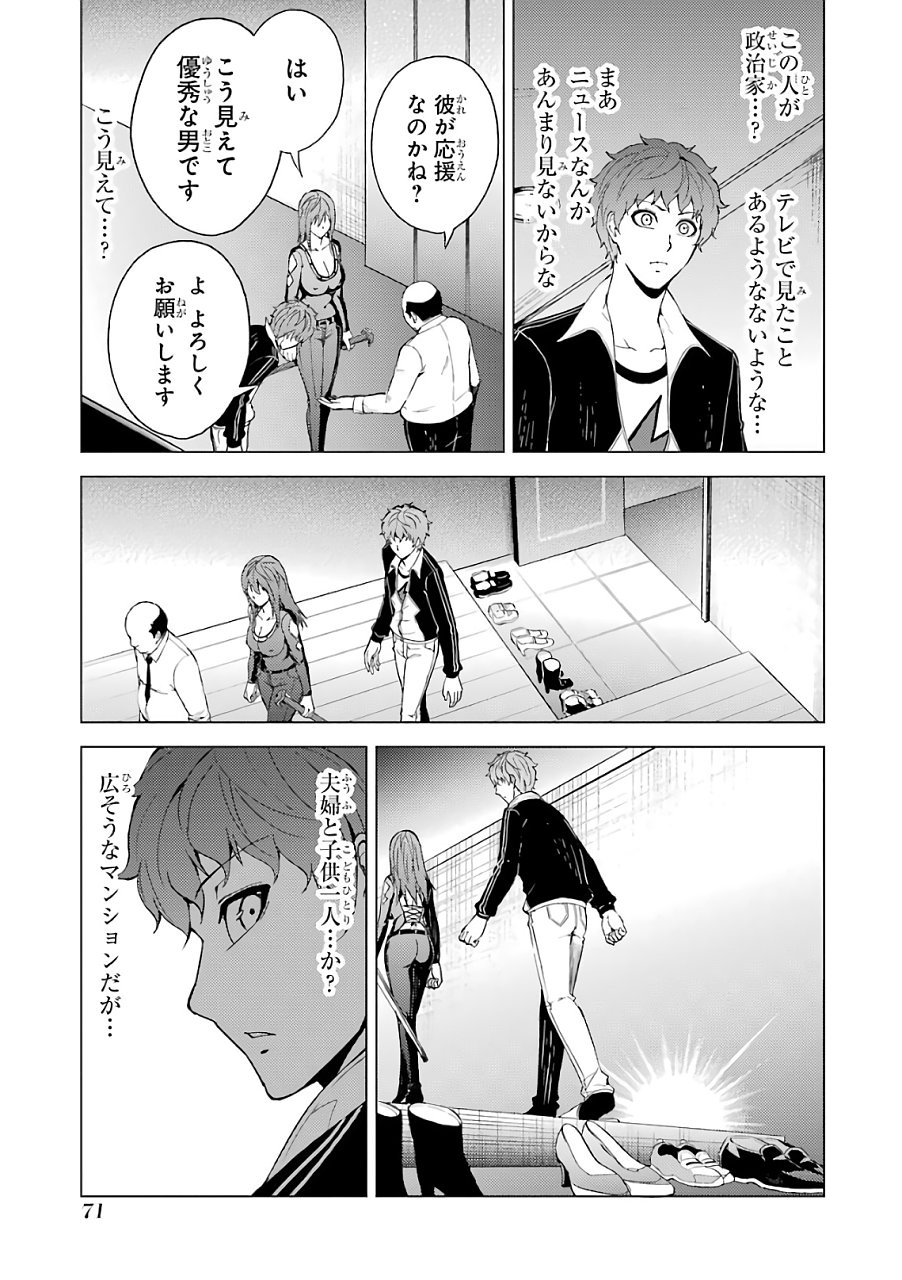 この人が
政治家…?
テレビで見たこと
あるようなないような…
まあ
ニュースなんか
あんまり見ないからな
彼が応援
なのかね?
はい
こう見えて
優秀な男です
こう見えて…?
よ よろしく
お願いします
夫婦と子供一人…か?
広そうなマンションだが…
71